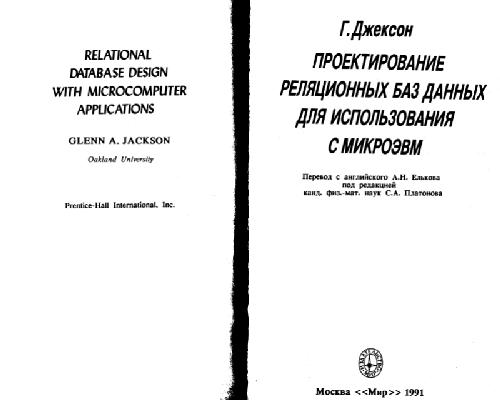 RELATIONAL
DATABASE DESIGN
WITH MICROCOMPUTER
APPLICATIONS
GLENN A. JACKSON
Oakland University
Prentice-Hall International, Inc.
Г. Джексон
ПРОЕКТИРОВАНИЕ
РЕЛЯЦИОННЫХ БАЗ ДАННЫХ
ДЛЯ ИСПОЛЬЗОВАНИЯ
С МИКРОЭВМ
Перевод с английского А.Н. Елькова
под редакцией
канд. физ.-мат. наук С.А. Платонова
Москва <<Мир>> 1991